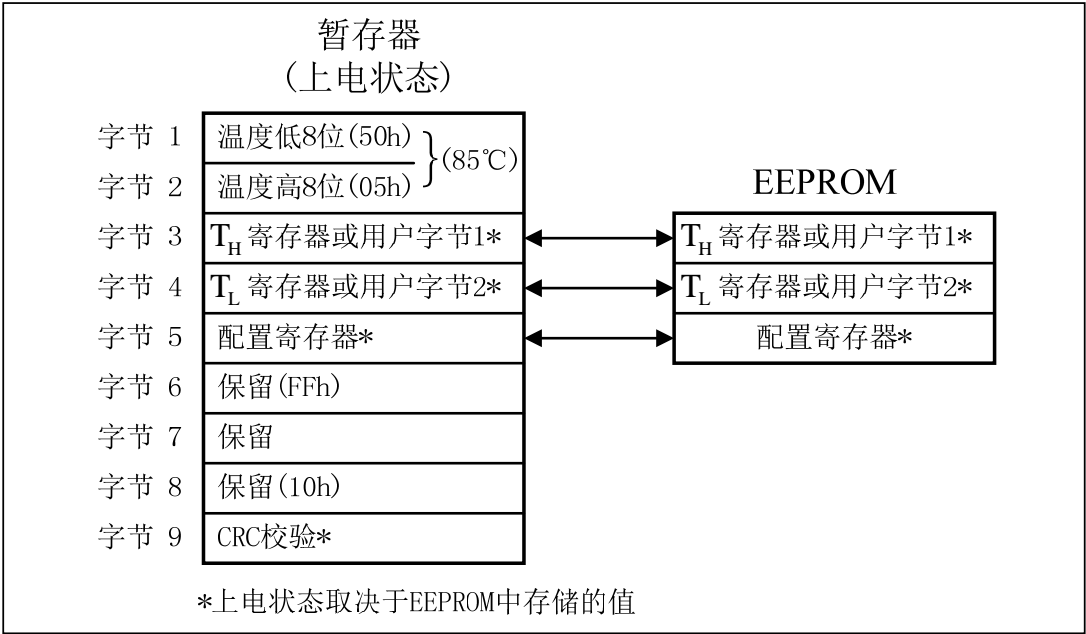 暂存器
(上电状态)
字节 1 温度低8位(50h)
(85℃)
字节 2 温度高8位(05h)
EEPROM
字节 3 TH 寄存器或用户字节1* TH 寄存器或用户字节1*
字节 4 TL 寄存器或用户字节2* TL 寄存器或用户字节2*
字节 5 配置寄存器* 配置寄存器*
字节 6 保留(FFh)
字节 7 保留
字节 8 保留(10h)
字节 9 CRC校验*
*上电状态取决于EEPROM中存储的值